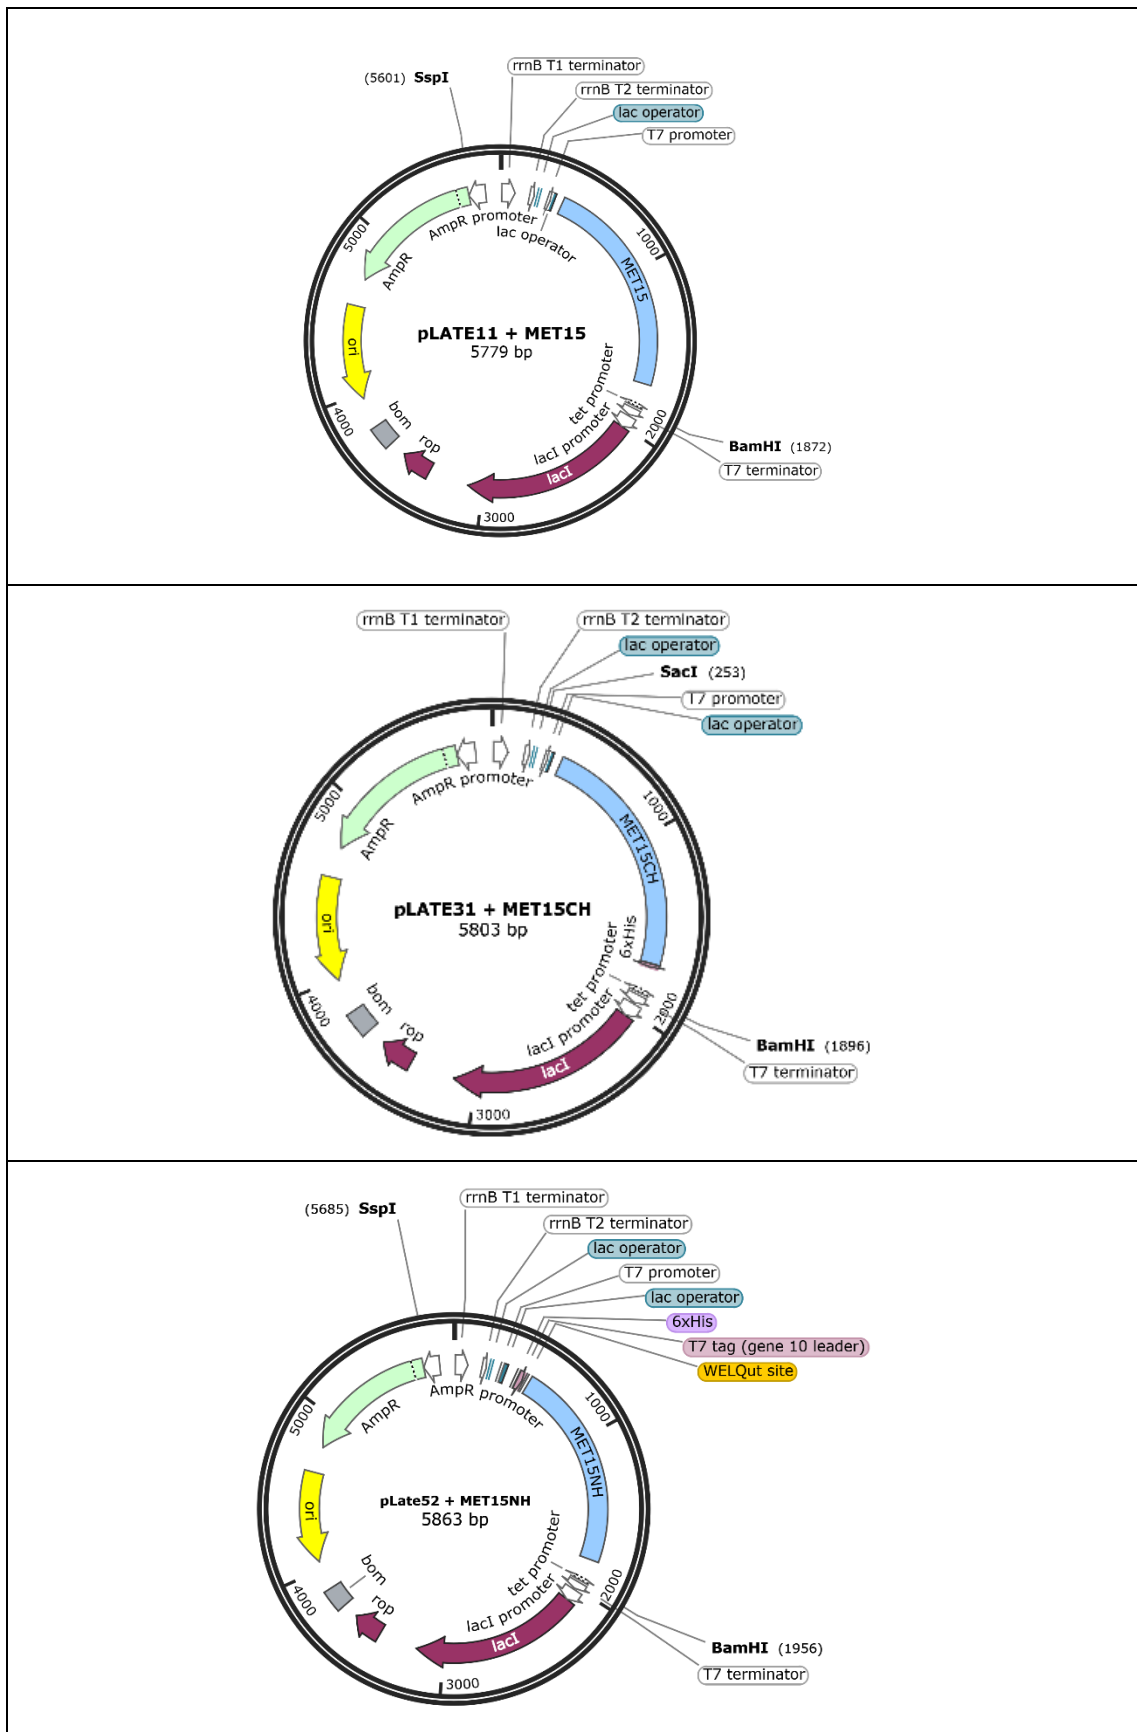 (5601) SspI
rrnB T1 terminator
rrnB T2 terminator
lac operator
T7 promoter
AmpR promoter
lac operator
5000
1000
AmpR
MET15
ori
pLATE11 + MET15
5779 bp
tet promoter
lacI promoter
4000
bom
rop
lacI
2000
BamHI (1872)
T7 terminator
3000
rrnB T1 terminator
rrnB T2 terminator
lac operator
SacI (253)
T7 promoter
lac operator
AmpR promoter
5000
1000
AmpR
MET15CH
ori
pLATE31 + MET15CH
5803 bp
6xHis
tet promoter
lacI promoter
4000
bom
rop
lacI
2000
BamHI (1896)
T7 terminator
3000
(5685) SspI
rrnB T1 terminator
rrnB T2 terminator
lac operator
T7 promoter
lac operator
6xHis
T7 tag (gene 10 leader)
WELQut site
AmpR promoter
5000
1000
AmpR
MET15NH
ori
pLate52 + MET15NH
5863 bp
tet promoter
lacI promoter
4000
bom
rop
lacI
2000
BamHI (1956)
T7 terminator
3000